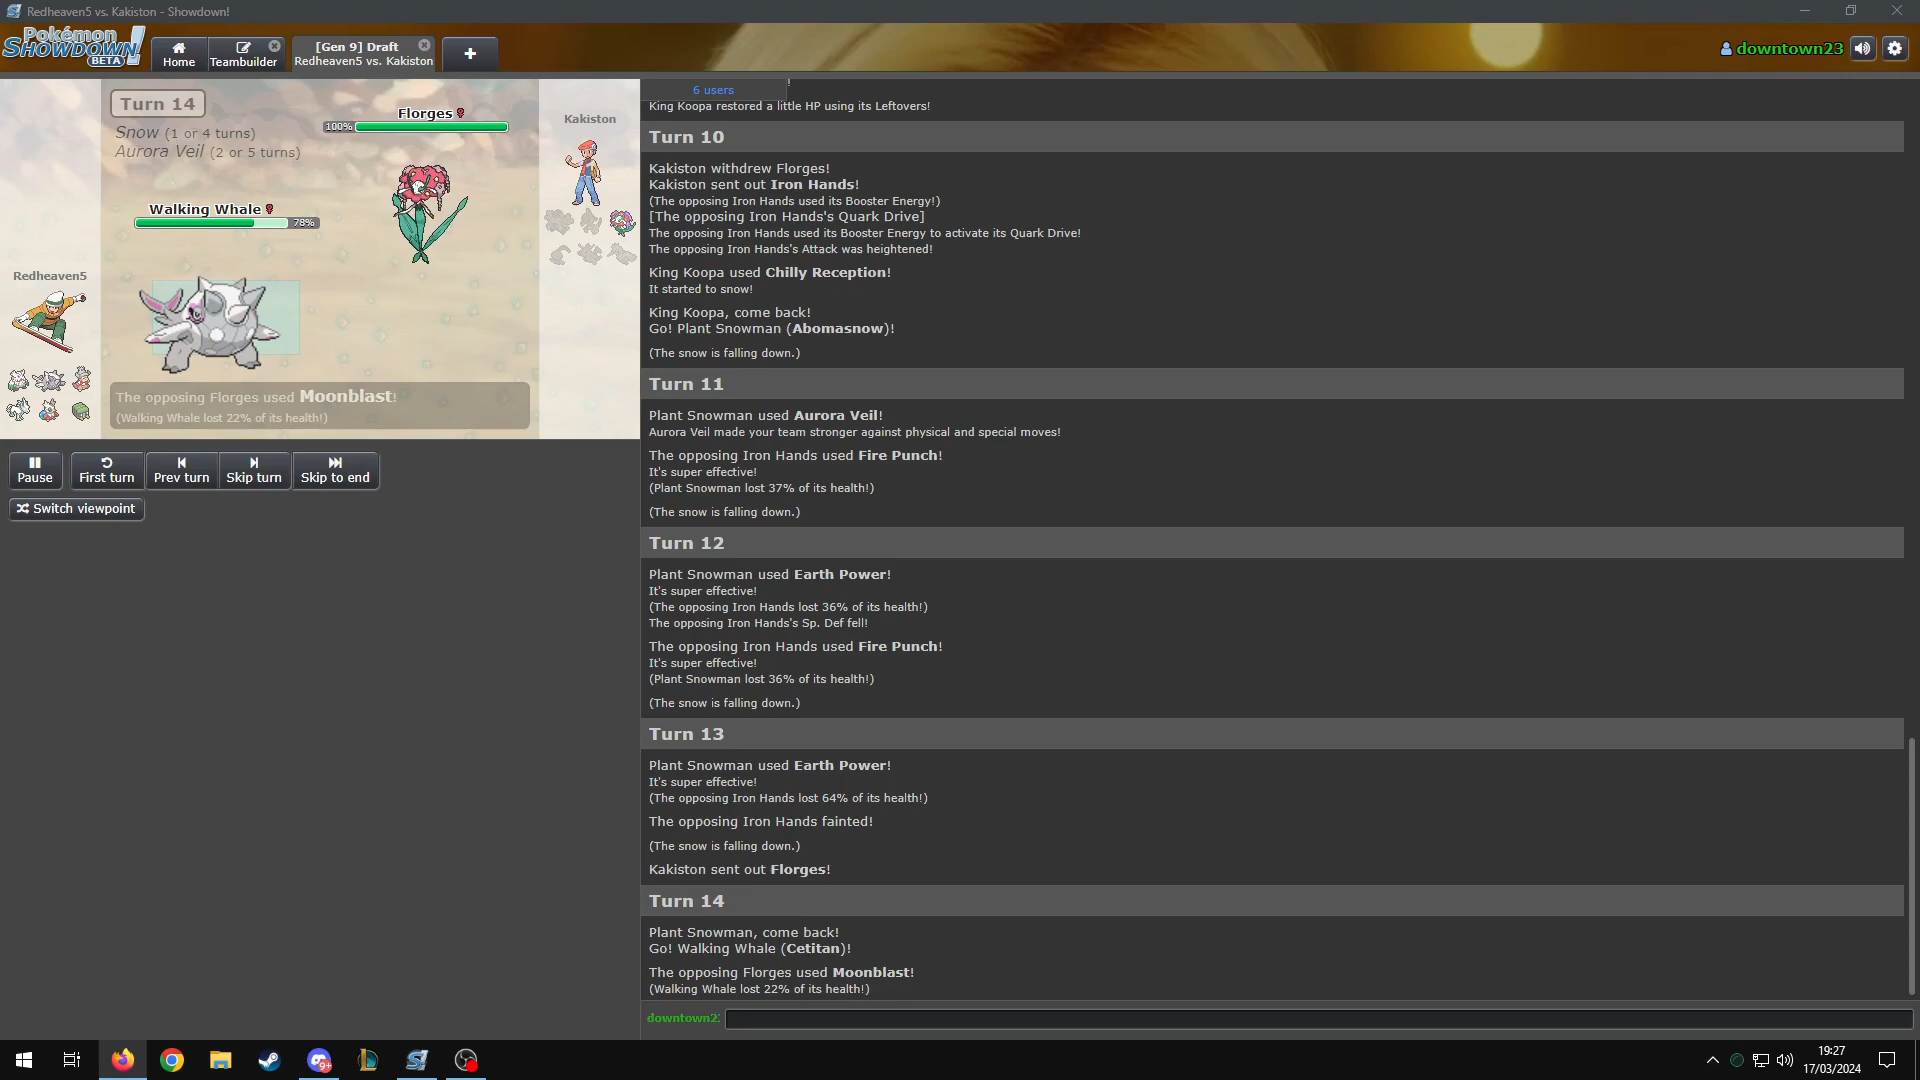 Redheaven5 vs. Kakiston - Showdown!
Pokémon
SHOWDOWN!
BETA
Home
Teambuilder
[Gen 9] Draft
Redheaven5 vs. Kakiston
+
downtown23
Turn 14
Snow (1 or 4 turns)
Aurora Veil (2 or 5 turns)
Florges
100%
Kakiston
Walking Whale
78%
Redheaven5
The opposing Florges used Moonblast!
(Walking Whale lost 22% of its health!)
Pause
First turn
Prev turn
Skip turn
Skip to end
Switch viewpoint
6 users
King Koopa restored a little HP using its Leftovers!
Turn 10
Kakiston withdrew Florges!
Kakiston sent out Iron Hands!
(The opposing Iron Hands used its Booster Energy!)
[The opposing Iron Hands's Quark Drive]
The opposing Iron Hands used its Booster Energy to activate its Quark Drive!
The opposing Iron Hands's Attack was heightened!
King Koopa used Chilly Reception!
It started to snow!
King Koopa, come back!
Go! Plant Snowman (Abomasnow)!
(The snow is falling down.)
Turn 11
Plant Snowman used Aurora Veil!
Aurora Veil made your team stronger against physical and special moves!
The opposing Iron Hands used Fire Punch!
It's super effective!
(Plant Snowman lost 37% of its health!)
(The snow is falling down.)
Turn 12
Plant Snowman used Earth Power!
It's super effective!
(The opposing Iron Hands lost 36% of its health!)
The opposing Iron Hands's Sp. Def fell!
The opposing Iron Hands used Fire Punch!
It's super effective!
(Plant Snowman lost 36% of its health!)
(The snow is falling down.)
Turn 13
Plant Snowman used Earth Power!
It's super effective!
(The opposing Iron Hands lost 64% of its health!)
The opposing Iron Hands fainted!
(The snow is falling down.)
Kakiston sent out Florges!
Turn 14
Plant Snowman, come back!
Go! Walking Whale (Cetitan)!
The opposing Florges used Moonblast!
(Walking Whale lost 22% of its health!)
downtown2
9+
19:27
17/03/2024